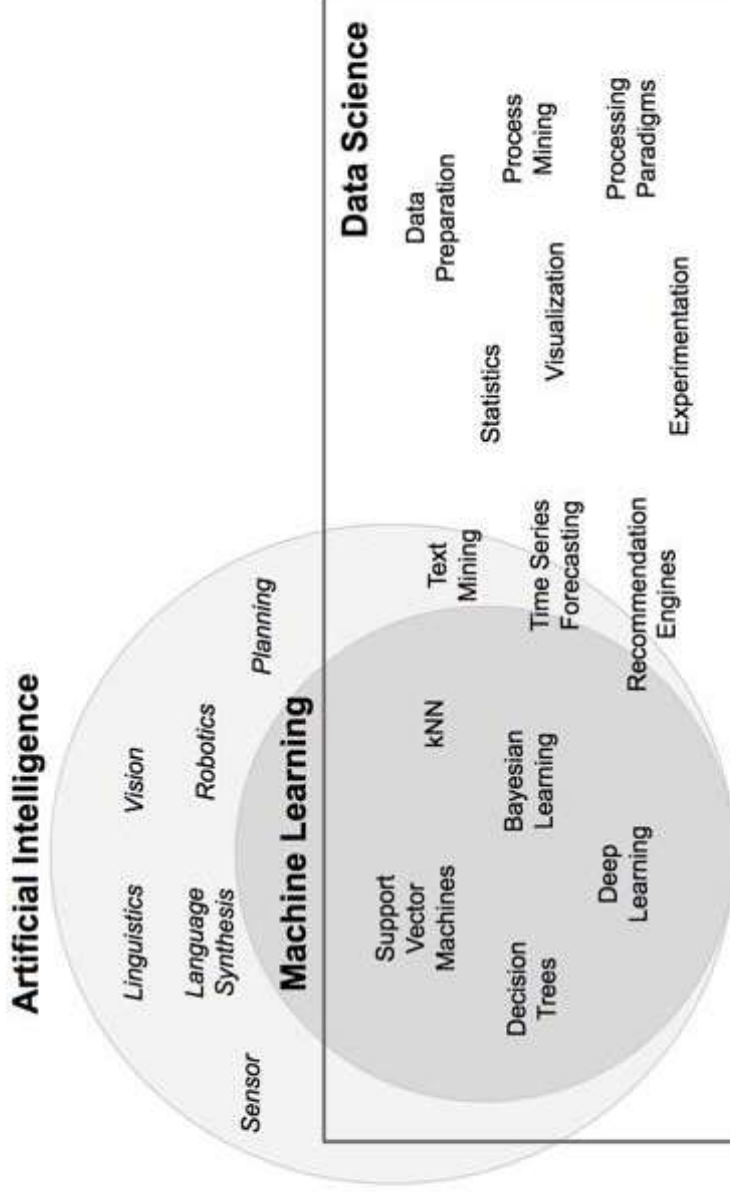 Artificial Intelligence
Linguistics
Vision
Language
Synthesis
Robotics
Sensor
Planning
Machine Learning
Data Science
Support
Vector
Machines
kNN
Text
Mining
Data
Preparation
Statistics
Decision
Trees
Bayesian
Learning
Time Series
Forecasting
Visualization
Process
Mining
Deep
Learning
Recommendation
Engines
Experimentation
Processing
Paradigms